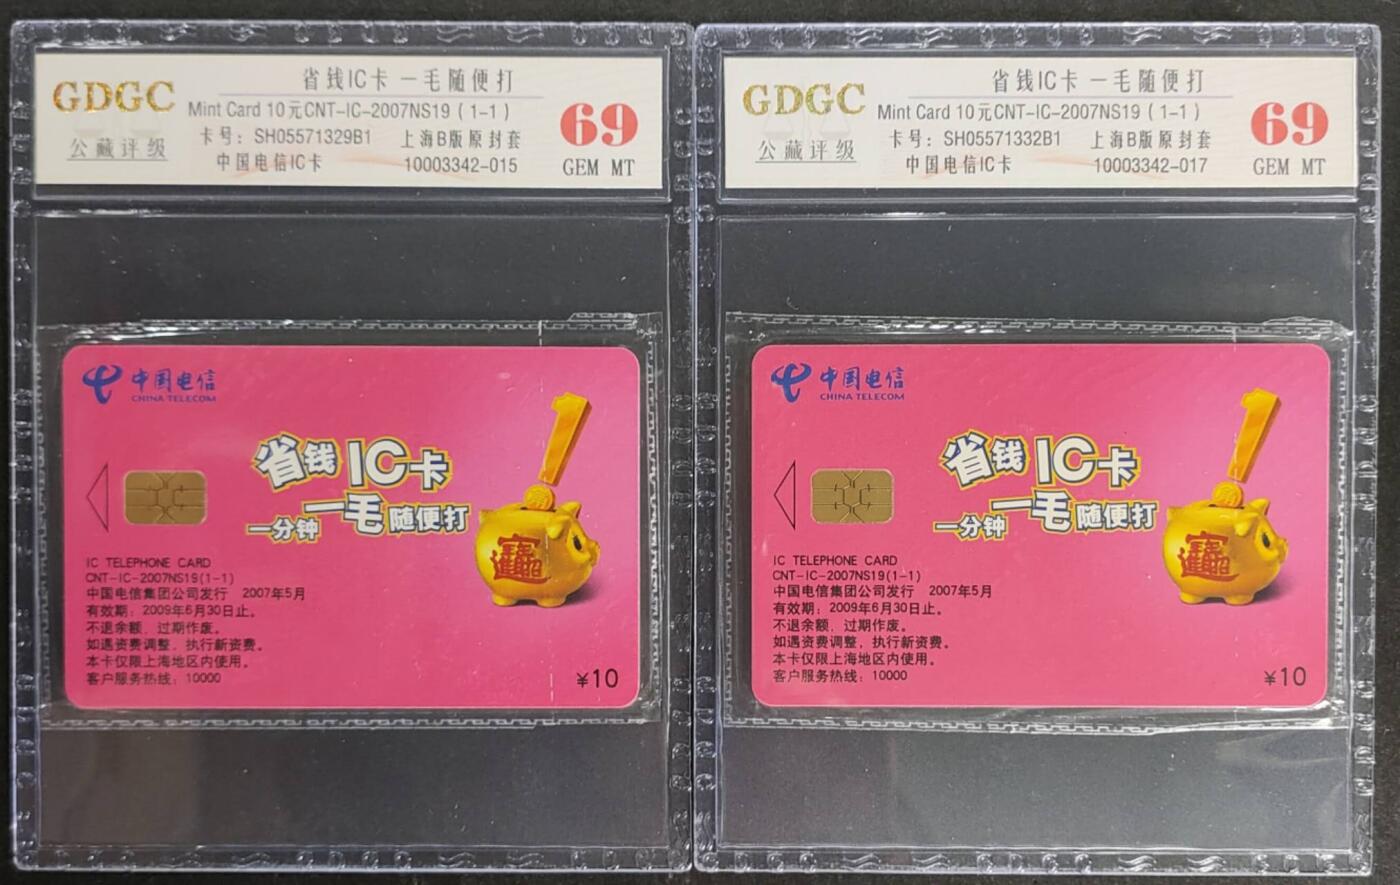 GDGC
公藏评级
省钱IC卡 一毛随便打
Mint Card 10元CNT-IC-2007NS19 (1-1)
卡号: SH05571329B1 上海B版原封套
中国电信IC卡 10003342-015
69
GEM MT
中国电信
CHINA TELECOM
省钱IC卡
一分钟一毛随便打
1
招财进宝
IC TELEPHONE CARD
CNT-IC-2007NS19(1-1)
中国电信集团公司发行 2007年5月
有效期: 2009年6月30日止。
不退余额, 过期作废。
如遇资费调整, 执行新资费。
本卡仅限上海地区内使用。
客户服务热线: 10000
¥10
GDGC
公藏评级
省钱IC卡 一毛随便打
Mint Card 10元CNT-IC-2007NS19 (1-1)
卡号: SH05571332B1 上海B版原封套
中国电信IC卡 10003342-017
69
GEM MT
中国电信
CHINA TELECOM
省钱IC卡
一分钟一毛随便打
1
招财进宝
IC TELEPHONE CARD
CNT-IC-2007NS19(1-1)
中国电信集团公司发行 2007年5月
有效期: 2009年6月30日止。
不退余额, 过期作废。
如遇资费调整, 执行新资费。
本卡仅限上海地区内使用。
客户服务热线: 10000
¥10